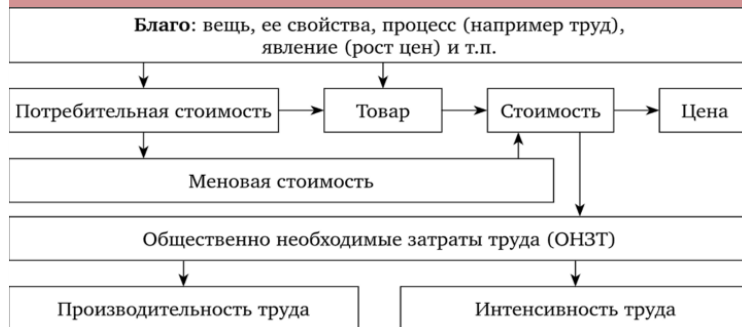 Благо: вещь, ее свойства, процесс (например труд),
явление (рост цен) и т.п.
Потребительная стоимость
Товар
Стоимость
Цена
Меновая стоимость
Общественно необходимые затраты труда (ОНЗТ)
Производительность труда
Интенсивность труда